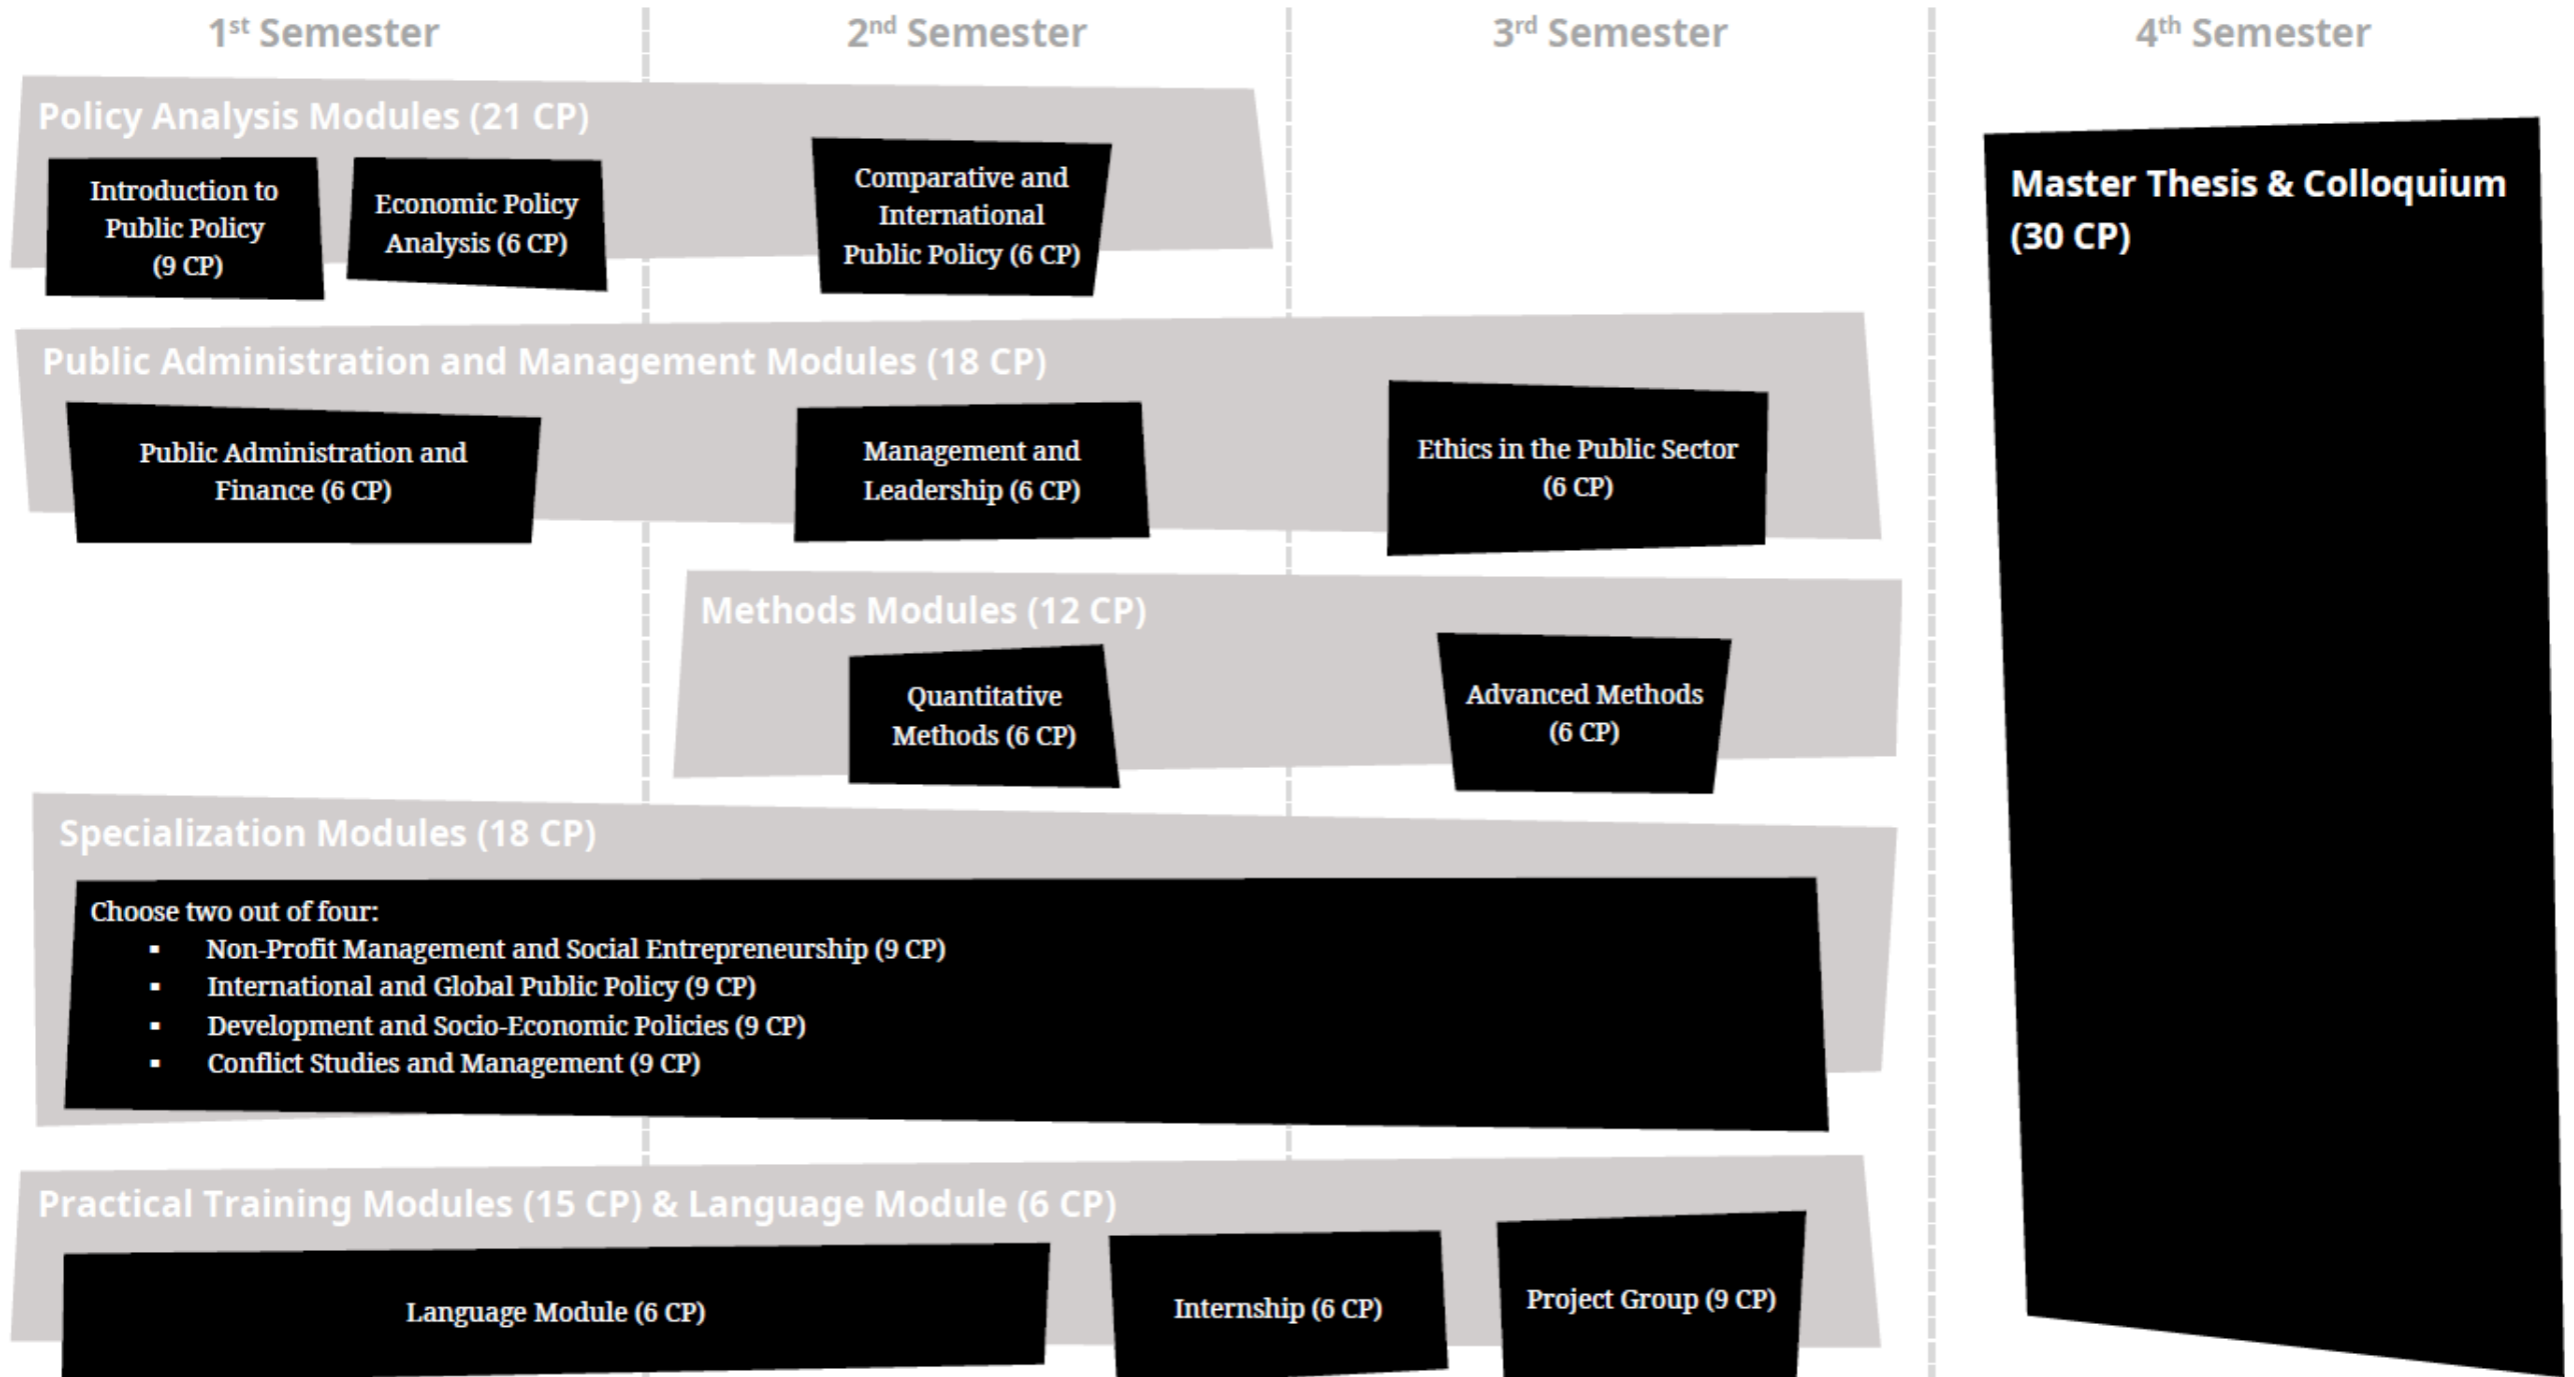 1st Semester
2nd Semester
3rd Semester
4th Semester
Policy Analysis Modules (21 CP)
Introduction to
Public Policy
(9 CP)
Economic Policy
Analysis (6 CP)
Comparative and
International
Public Policy (6 CP)
Master Thesis & Colloquium
(30 CP)
Public Administration and Management Modules (18 CP)
Public Administration and
Finance (6 CP)
Management and
Leadership (6 CP)
Ethics in the Public Sector
(6 CP)
Methods Modules (12 CP)
Quantitative
Methods (6 CP)
Advanced Methods
(6 CP)
Specialization Modules (18 CP)
Choose two out of four:
▪ Non-Profit Management and Social Entrepreneurship (9 CP)
▪ International and Global Public Policy (9 CP)
▪ Development and Socio-Economic Policies (9 CP)
▪ Conflict Studies and Management (9 CP)
Practical Training Modules (15 CP) & Language Module (6 CP)
Language Module (6 CP)
Internship (6 CP)
Project Group (9 CP)